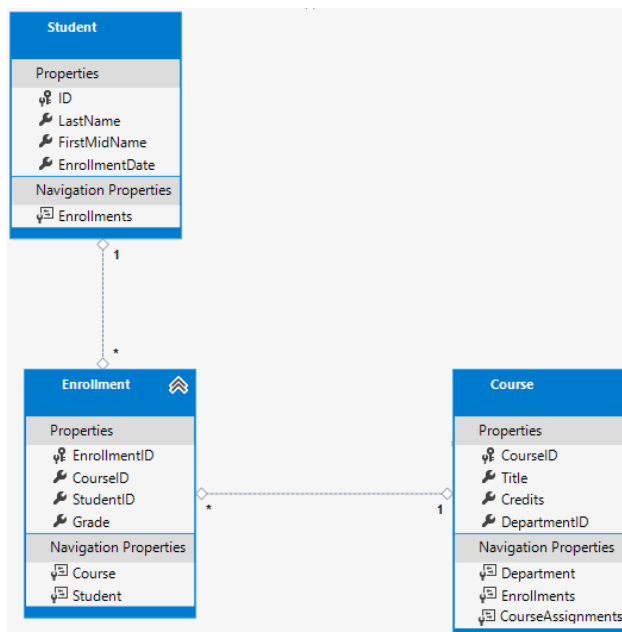 Student
Properties
ID
LastName
FirstMidName
EnrollmentDate
Navigation Properties
Enrollments
1
*
Enrollment
Properties
EnrollmentID
CourseID
StudentID
Grade
Navigation Properties
Course
Student
*
1
Course
Properties
CourseID
Title
Credits
DepartmentID
Navigation Properties
Department
Enrollments
CourseAssignments